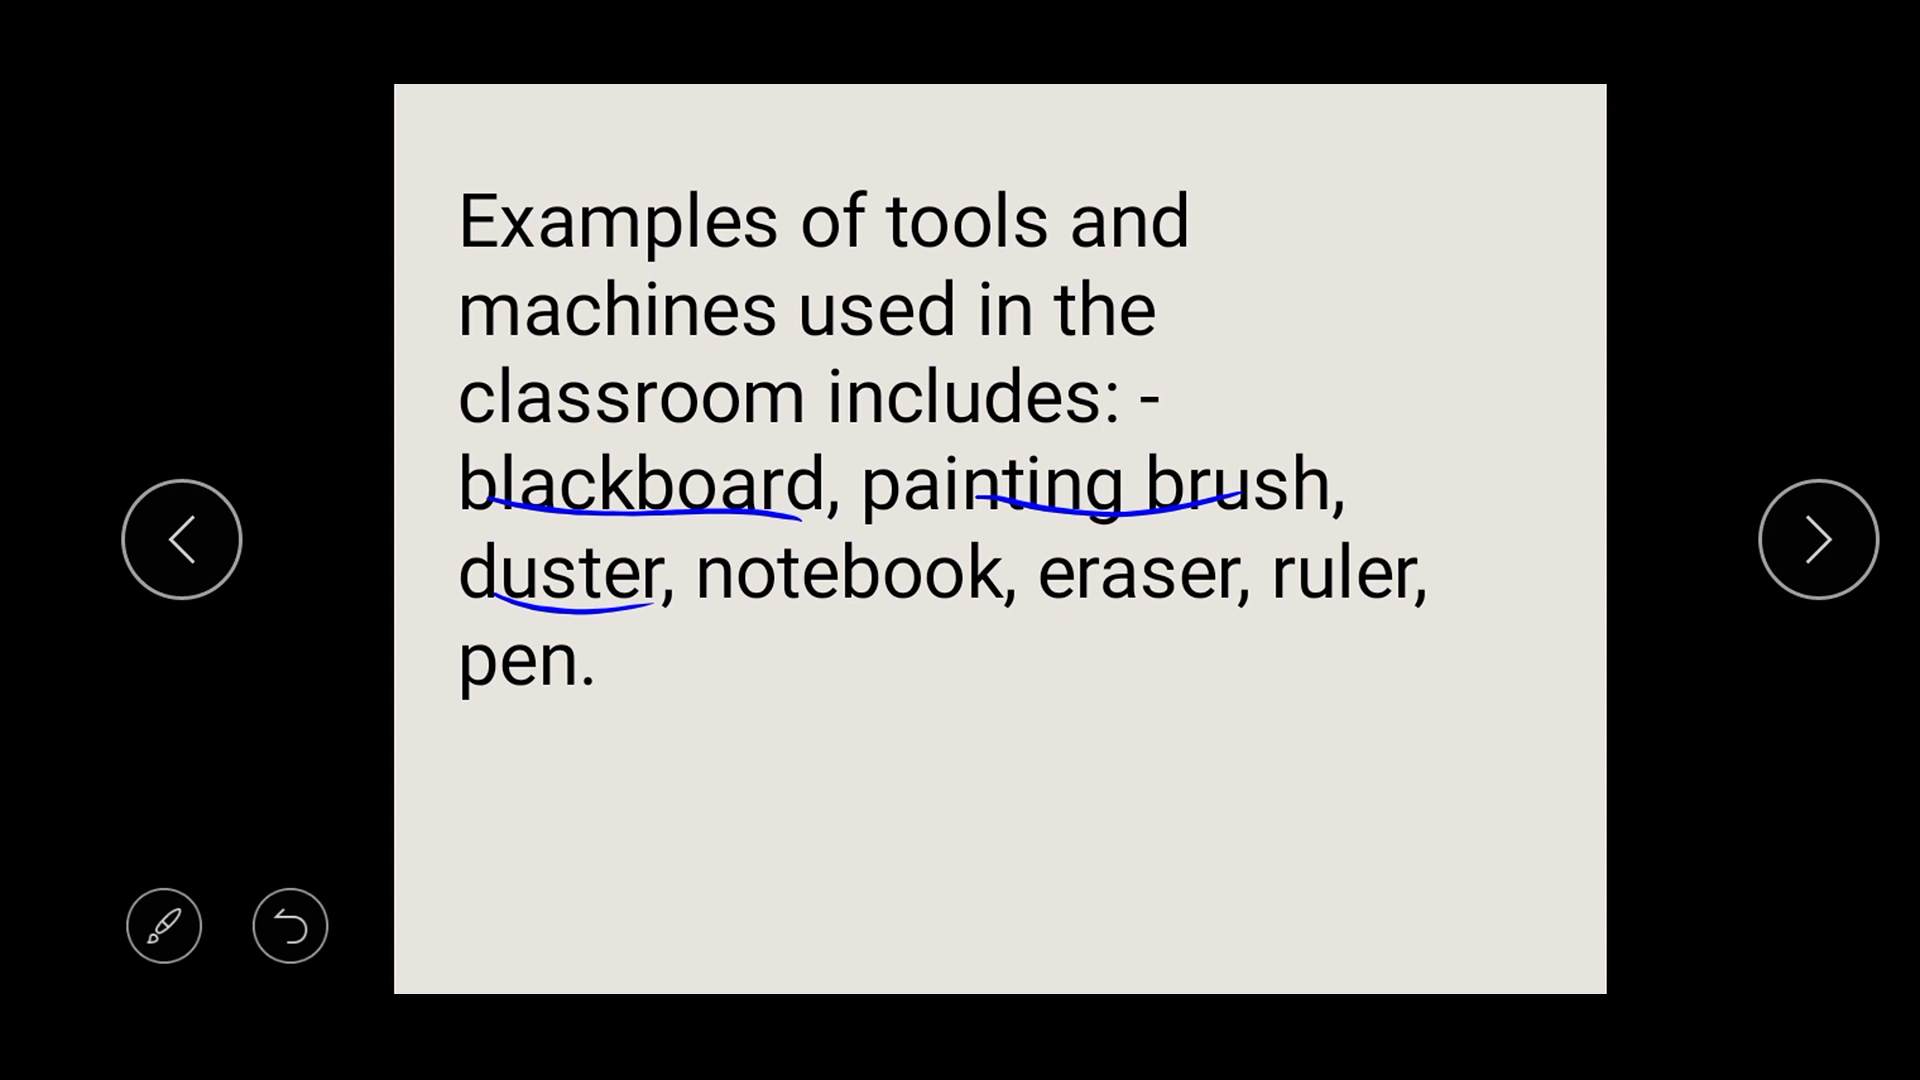 Examples of tools and
machines used in the
classroom includes: -
blackboard, painting brush,
duster, notebook, eraser, ruler,
pen.